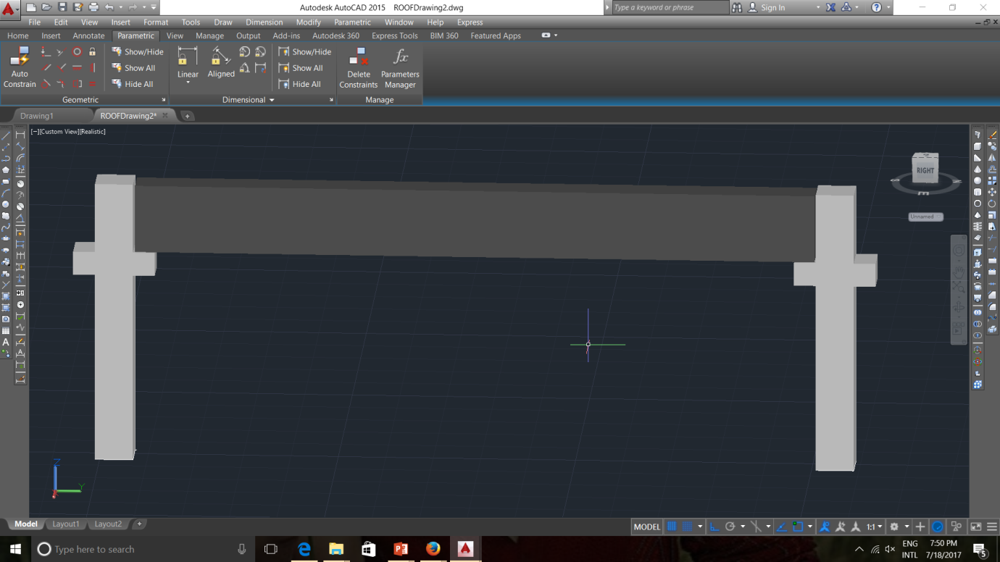 Autodesk AutoCAD 2015 ROOFDrawing2.dwg
Type a keyword or phrase
Sign In
File Edit View Insert Format Tools Draw Dimension Modify Parametric Window Help Express
Home Insert Annotate Parametric View Manage Output Add-ins Autodesk 360 Express Tools BIM 360 Featured Apps
Auto
Constrain
Show/Hide
Show All
Hide All
Geometric
Linear
Aligned
Show/Hide
Show All
Hide All
Dimensional
Delete
Constraints
fx
Parameters
Manager
Manage
Drawing1
ROOFDrawing2*
[−][Custom View][Realistic]
RIGHT
Unnamed
Z
Y
Model Layout1 Layout2
MODEL
1:1
Type here to search
ENG
INTL
7:50 PM
7/18/2017
5